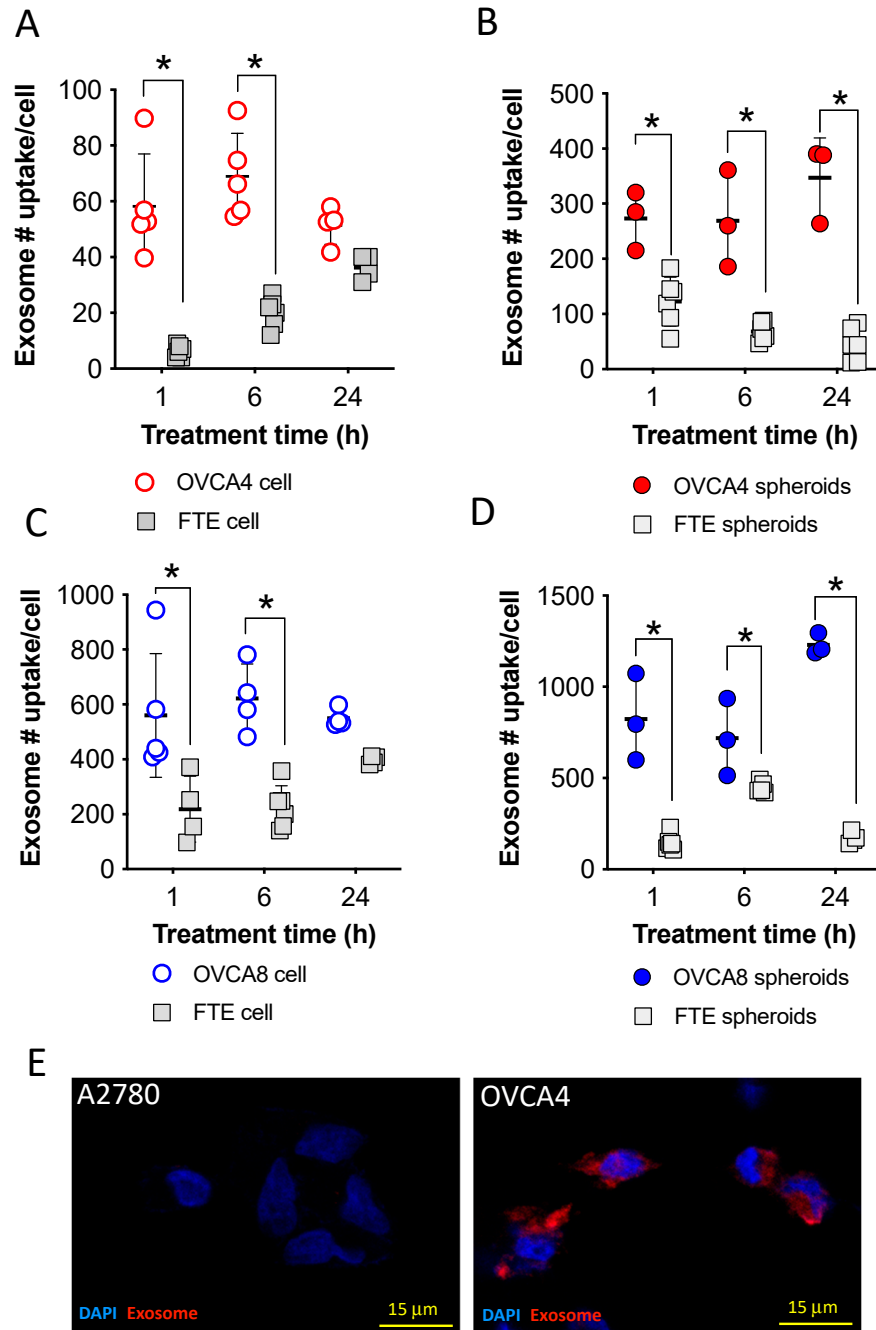 A
*
*
Exosome # uptake/cell
100
80
60
40
20
0
1
6
24
Treatment time (h)
OVCA4 cell
FTE cell
B
*
*
*
Exosome # uptake/cell
500
400
300
200
100
0
1
6
24
Treatment time (h)
OVCA4 spheroids
FTE spheroids
C
*
*
Exosome # uptake/cell
1000
800
600
400
200
0
1
6
24
Treatment time (h)
OVCA8 cell
FTE cell
D
*
*
*
Exosome # uptake/cell
1500
1000
500
0
1
6
24
Treatment time (h)
OVCA8 spheroids
FTE spheroids
E
A2780
DAPI Exosome
15 μm
OVCA4
DAPI Exosome
15 μm